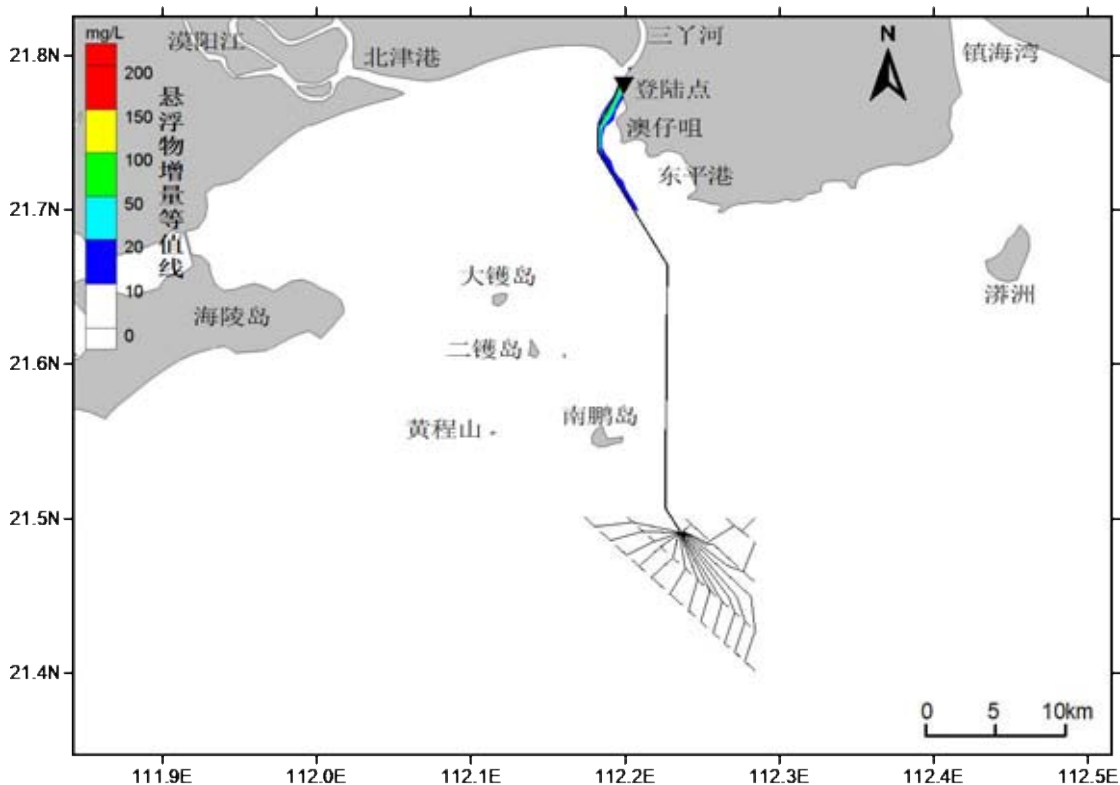 mg/L
200
150
100
50
20
10
0
悬浮物增量等值线
漠阳江
北津港
三丫河
镇海湾
N
登陆点
澳仔咀
东平港
大镬岛
漭洲
海陵岛
二镬岛
南鹏岛
黄程山
0 5 10km
21.8N
21.7N
21.6N
21.5N
21.4N
111.9E 112.0E 112.1E 112.2E 112.3E 112.4E 112.5E